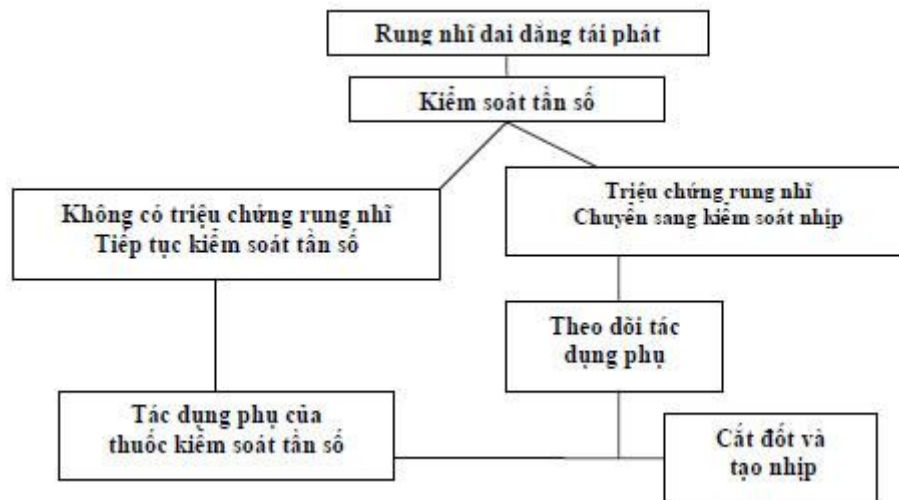 Rung nhĩ dai dẳng tái phát
Kiểm soát tần số
Không có triệu chứng rung nhĩ
Tiếp tục kiểm soát tần số
Triệu chứng rung nhĩ
Chuyển sang kiểm soát nhịp
Theo dõi tác
dụng phụ
Tác dụng phụ của
thuốc kiểm soát tần số
Cắt đốt và
tạo nhịp